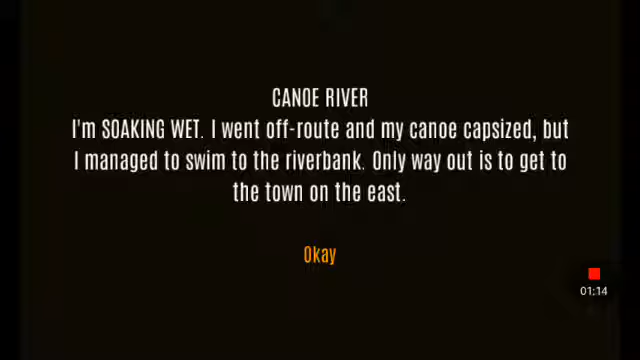 CANOE RIVER
I'm SOAKING WET. I went off-route and my canoe capsized, but
I managed to swim to the riverbank. Only way out is to get to
the town on the east.
Okay
01:14